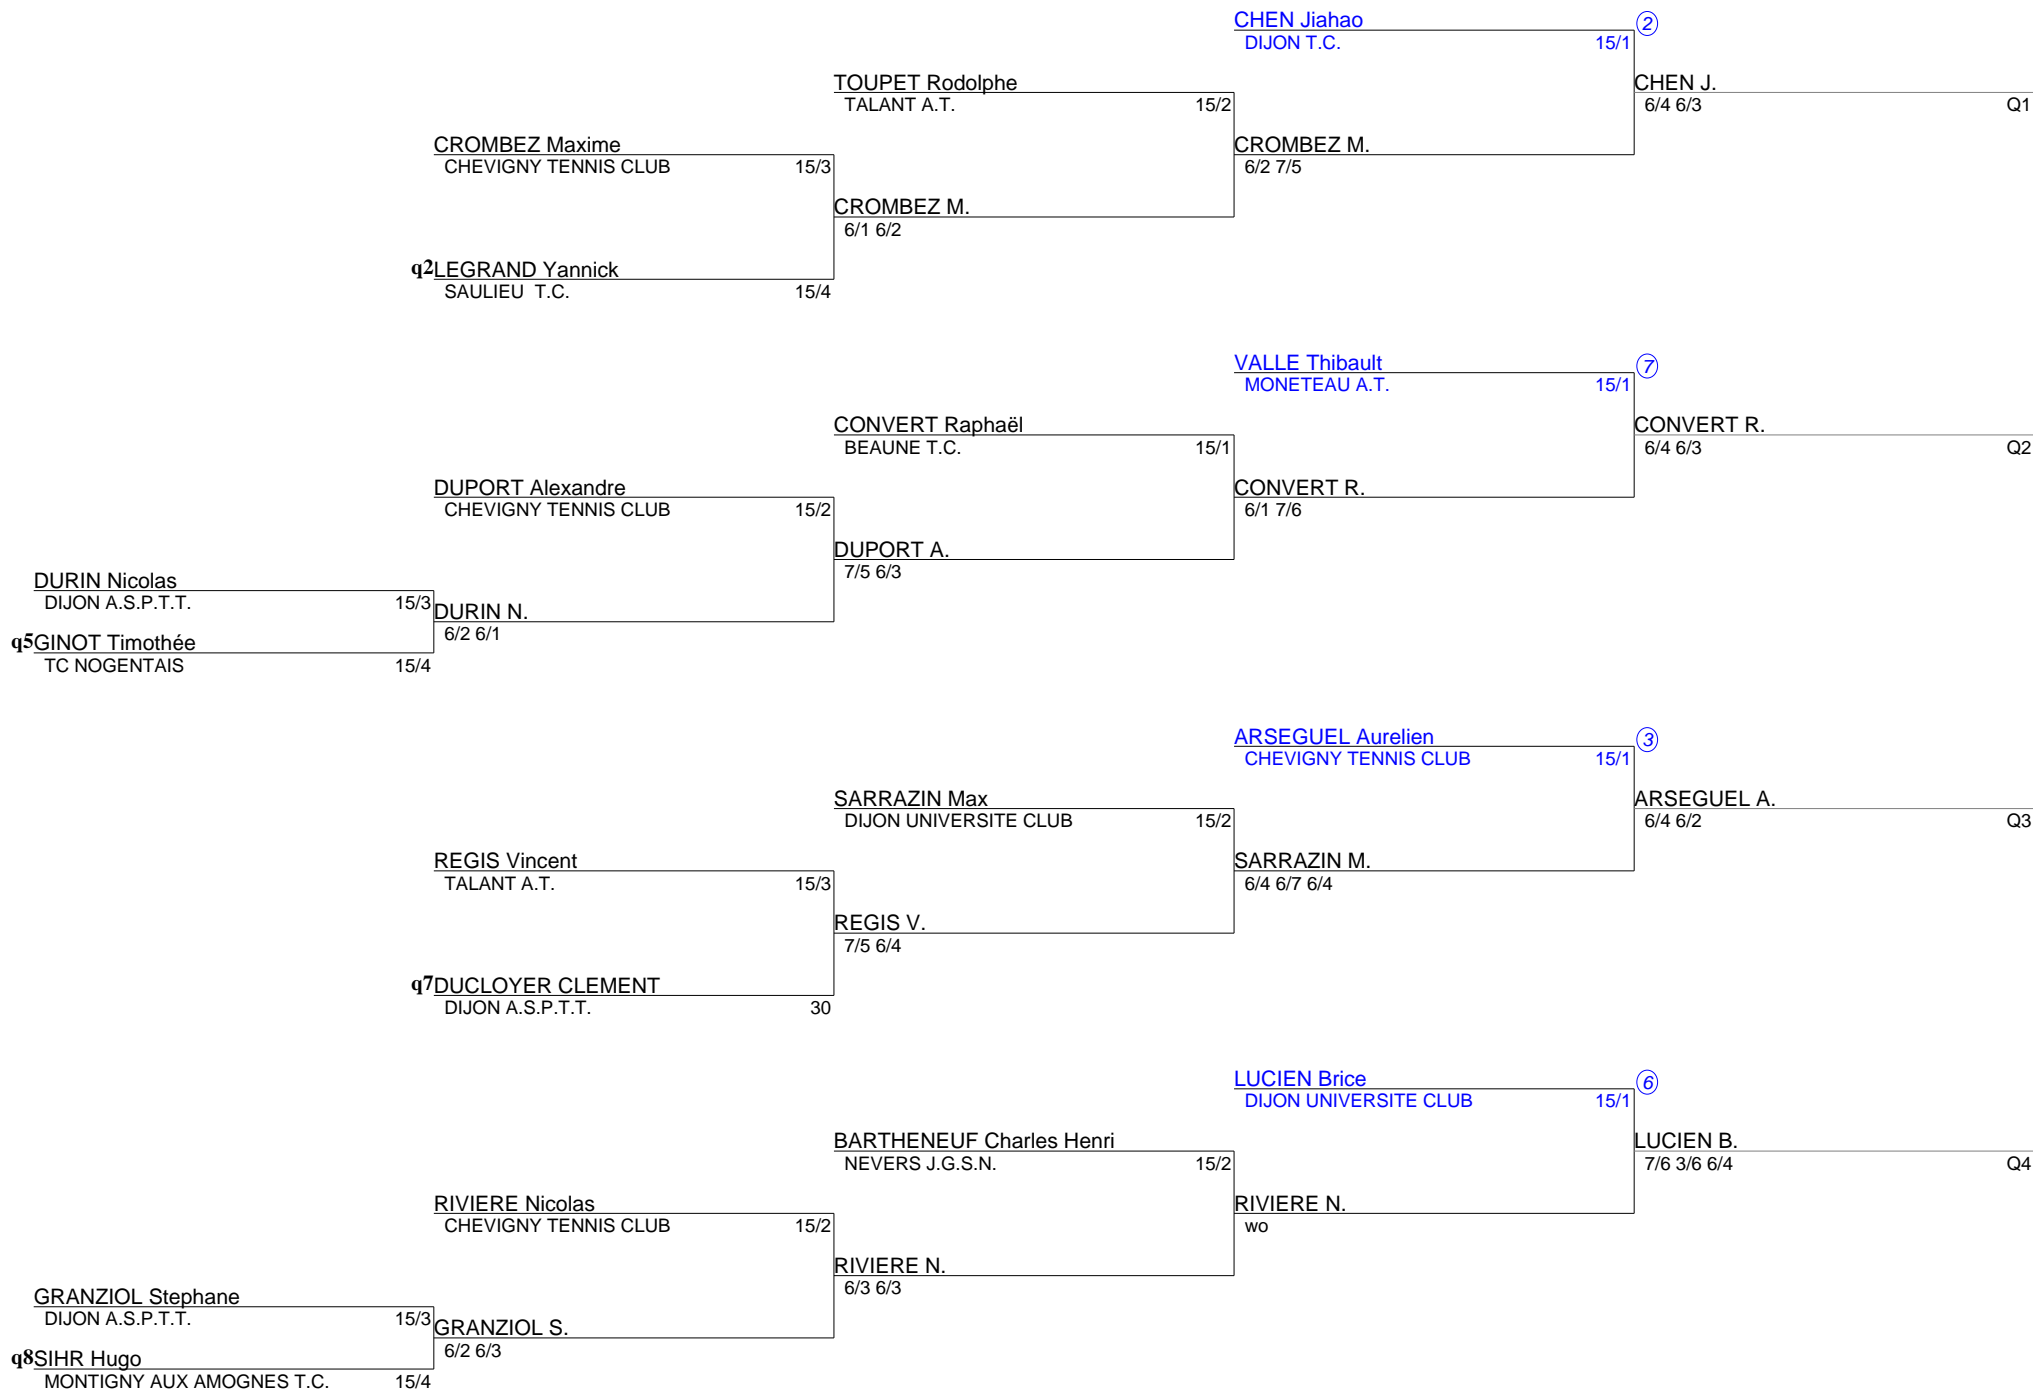 CHEN Jiahao 2
DIJON T.C. 15/1
TOUPET Rodolphe CHEN J.
TALANT A.T. 15/2 6/4 6/3 Q1
CROMBEZ Maxime CROMBEZ M.
CHEVIGNY TENNIS CLUB 15/3 6/2 7/5
CROMBEZ M.
6/1 6/2
q2 LEGRAND Yannick
SAULIEU T.C. 15/4
VALLE Thibault 7
MONETEAU A.T. 15/1
CONVERT Raphaël CONVERT R.
BEAUNE T.C. 15/1 6/4 6/3 Q2
DUPORT Alexandre CONVERT R.
CHEVIGNY TENNIS CLUB 15/2 6/1 7/6
DUPORT A.
7/5 6/3
DURIN Nicolas
DIJON A.S.P.T.T. 15/3
DURIN N.
6/2 6/1
q5 GINOT Timothée
TC NOGENTAIS 15/4
ARSEGUEL Aurelien 3
CHEVIGNY TENNIS CLUB 15/1
SARRAZIN Max ARSEGUEL A.
DIJON UNIVERSITE CLUB 15/2 6/4 6/2 Q3
REGIS Vincent SARRAZIN M.
TALANT A.T. 15/3 6/4 6/7 6/4
REGIS V.
7/5 6/4
q7 DUCLOYER CLEMENT
DIJON A.S.P.T.T. 30
LUCIEN Brice 6
DIJON UNIVERSITE CLUB 15/1
BARTHENEUF Charles Henri LUCIEN B.
NEVERS J.G.S.N. 15/2 7/6 3/6 6/4 Q4
RIVIERE Nicolas RIVIERE N.
CHEVIGNY TENNIS CLUB 15/2 wo
RIVIERE N.
6/3 6/3
GRANZIOL Stephane
DIJON A.S.P.T.T. 15/3
GRANZIOL S.
6/2 6/3
q8 SIHR Hugo
MONTIGNY AUX AMOGNES T.C. 15/4